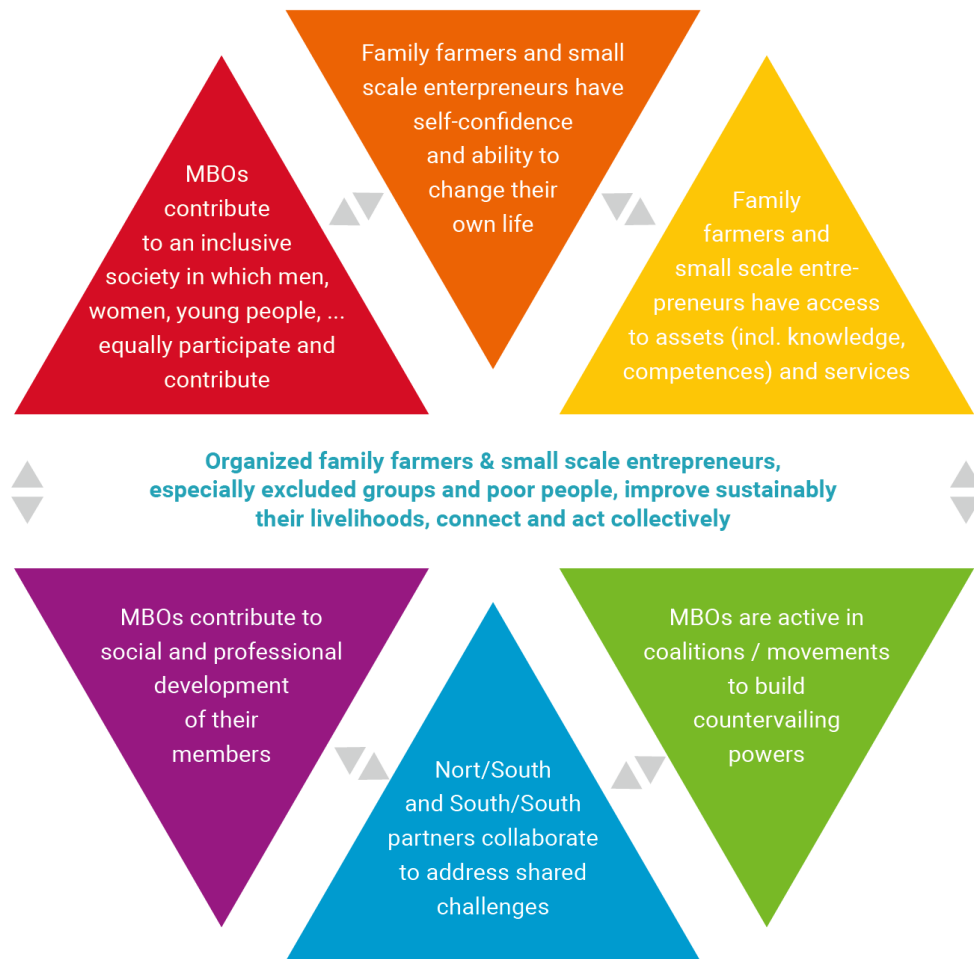 Family farmers and small
scale enterpreneurs have
self-confidence
and ability to
change their
own life
MBOs
contribute
to an inclusive
society in which men,
women, young people, ...
equally participate and
contribute
Family
farmers and
small scale entre-
preneurs have access
to assets (incl. knowledge,
competences) and services
Organized family farmers & small scale entrepreneurs,
especially excluded groups and poor people, improve sustainably
their livelihoods, connect and act collectively
MBOs contribute to
social and professional
development
of their
members
Nort/South
and South/South
partners collaborate
to address shared
challenges
MBOs are active in
coalitions / movements
to build
countervailing
powers